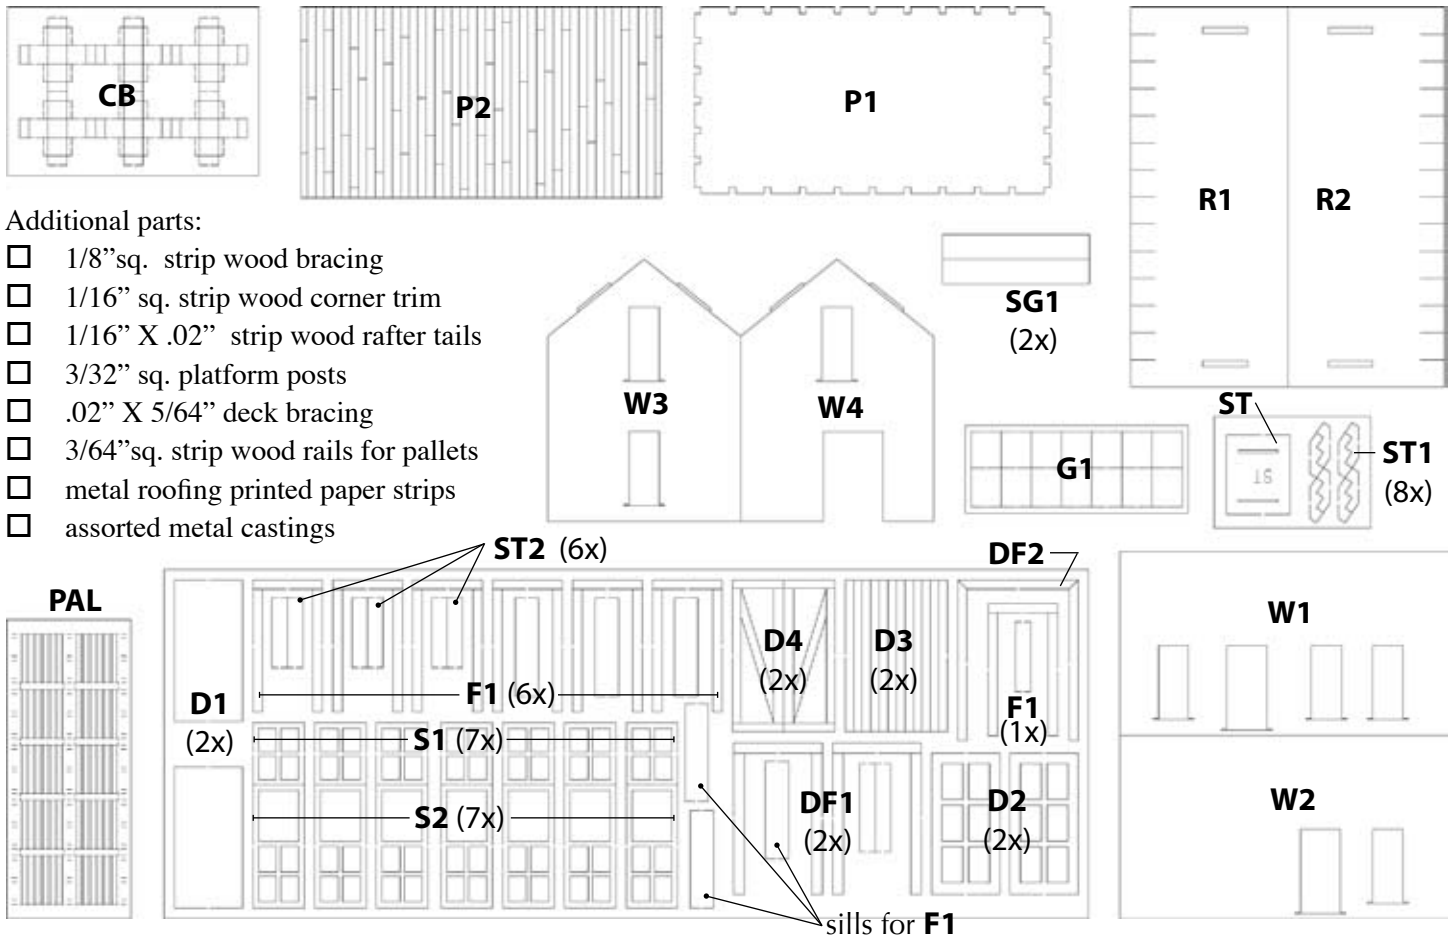 CB
P2
P1
R1
R2
Additional parts:
1/8”sq. strip wood bracing
1/16” sq. strip wood corner trim
1/16” X .02” strip wood rafter tails
3/32” sq. platform posts
.02” X 5/64” deck bracing
3/64”sq. strip wood rails for pallets
metal roofing printed paper strips
assorted metal castings
SG1
(2x)
W3
W4
G1
ST
ST
ST1
(8x)
ST2 (6x)
DF2
PAL
D1
(2x)
F1 (6x)
S1 (7x)
S2 (7x)
D4
(2x)
D3
(2x)
F1
(1x)
DF1
(2x)
D2
(2x)
sills for F1
W1
W2